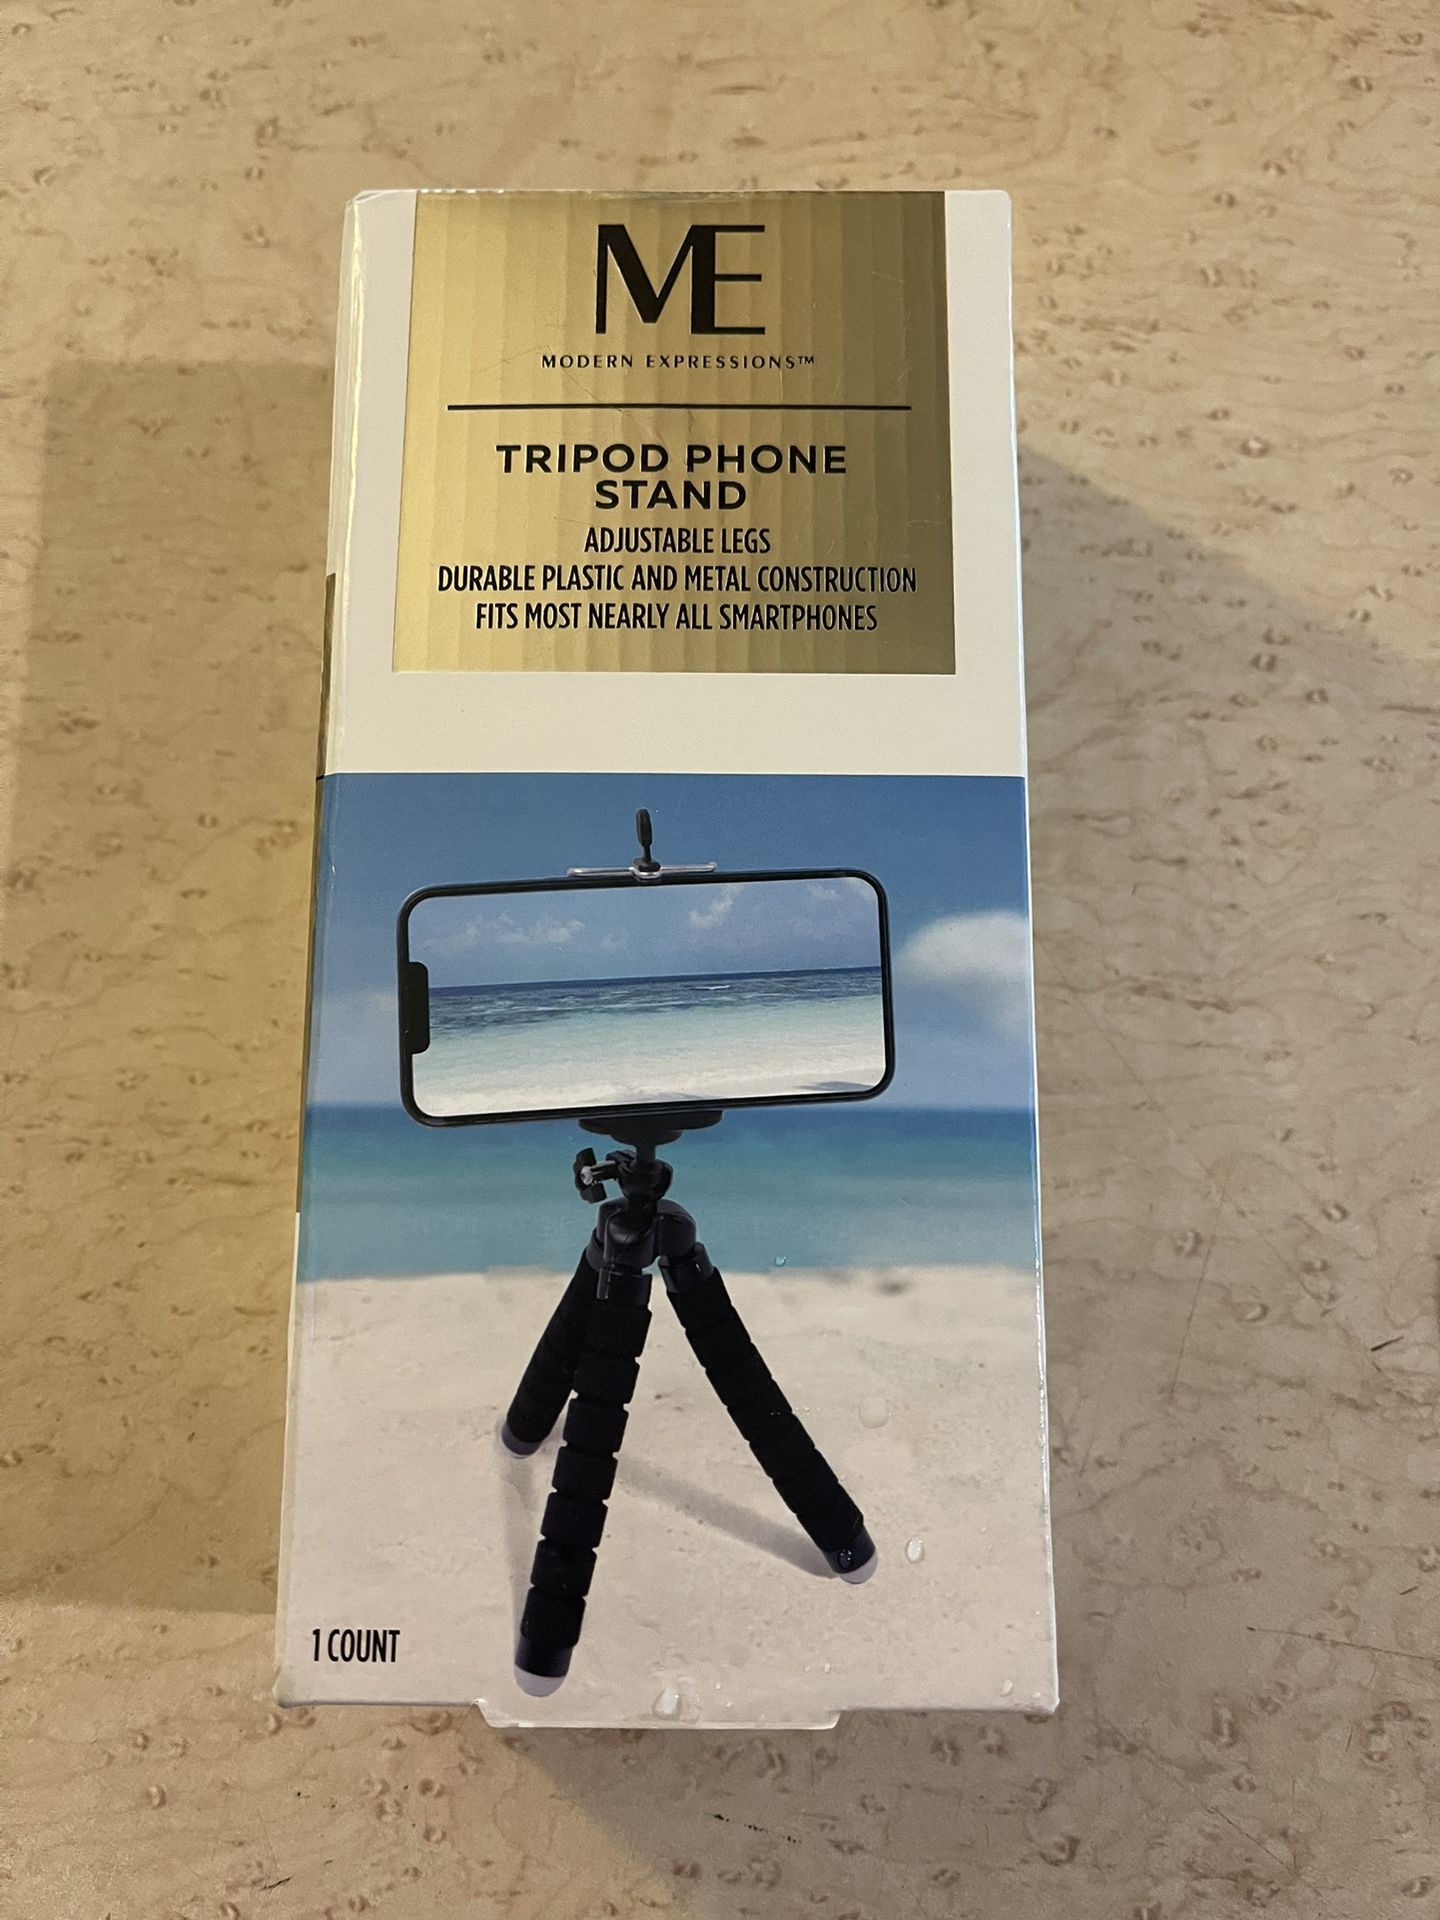 ME
MODERN EXPRESSIONS™
TRIPOD PHONE
STAND
ADJUSTABLE LEGS
DURABLE PLASTIC AND METAL CONSTRUCTION
FITS MOST NEARLY ALL SMARTPHONES
1 COUNT